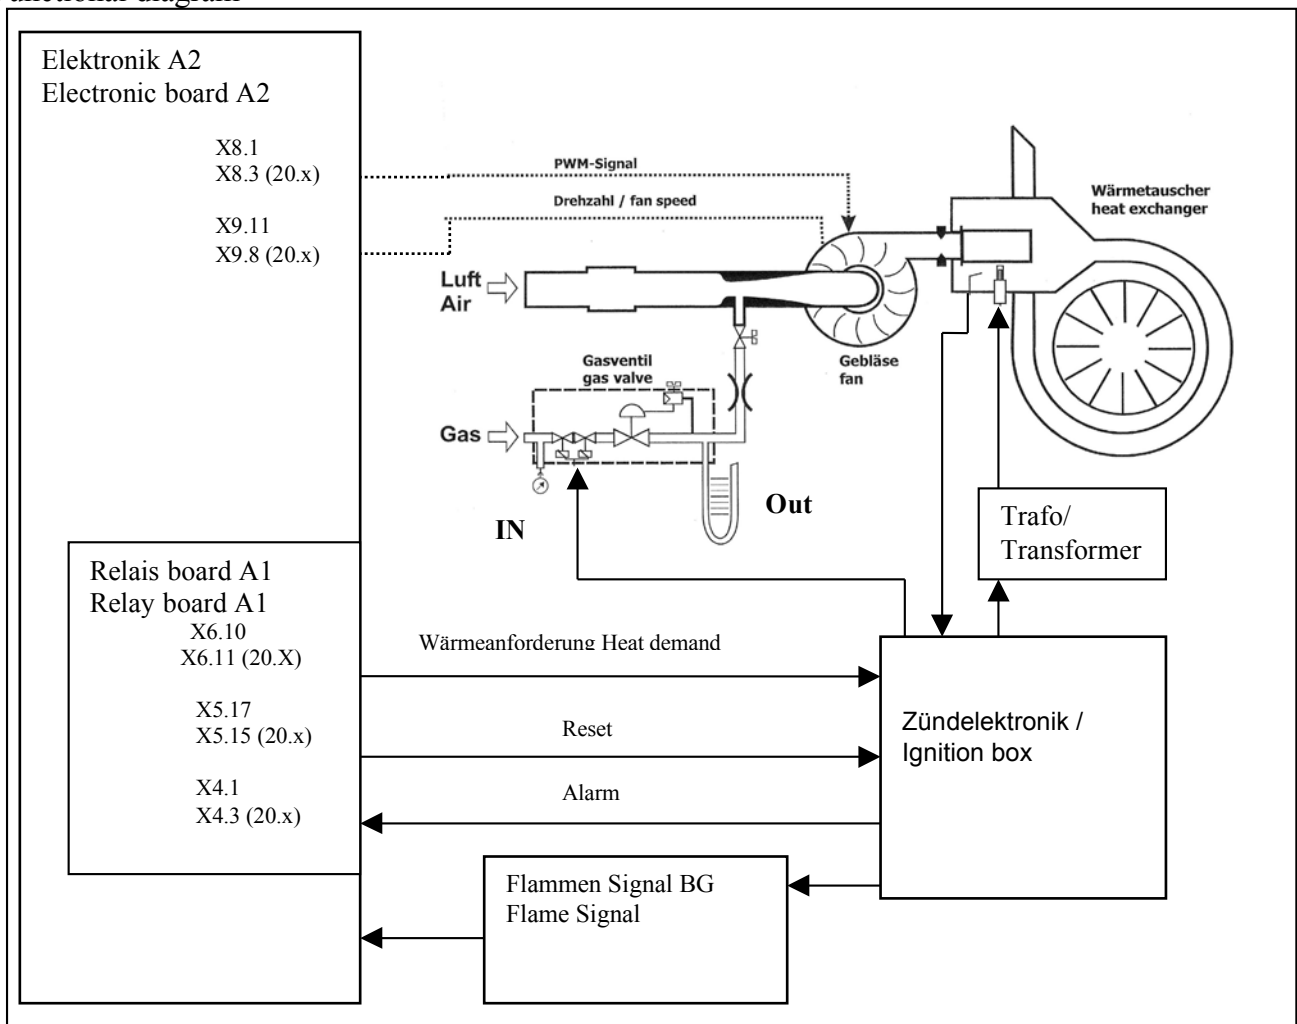 unctional diagram
Elektronik A2
Electronic board A2
X8.1
X8.3 (20.x)
X9.11
X9.8 (20.x)
PWM-Signal
Drehzahl / fan speed
Wärmetauscher
heat exchanger
Luft
Air
Gebläse
fan
Gasventil
gas valve
Gas
IN
Out
Trafo/
Transformer
Relais board A1
Relay board A1
X6.10
X6.11 (20.X)
Wärmeanforderung Heat demand
X5.17
X5.15 (20.x)
Reset
X4.1
X4.3 (20.x)
Alarm
Zündelektronik /
Ignition box
Flammen Signal BG
Flame Signal